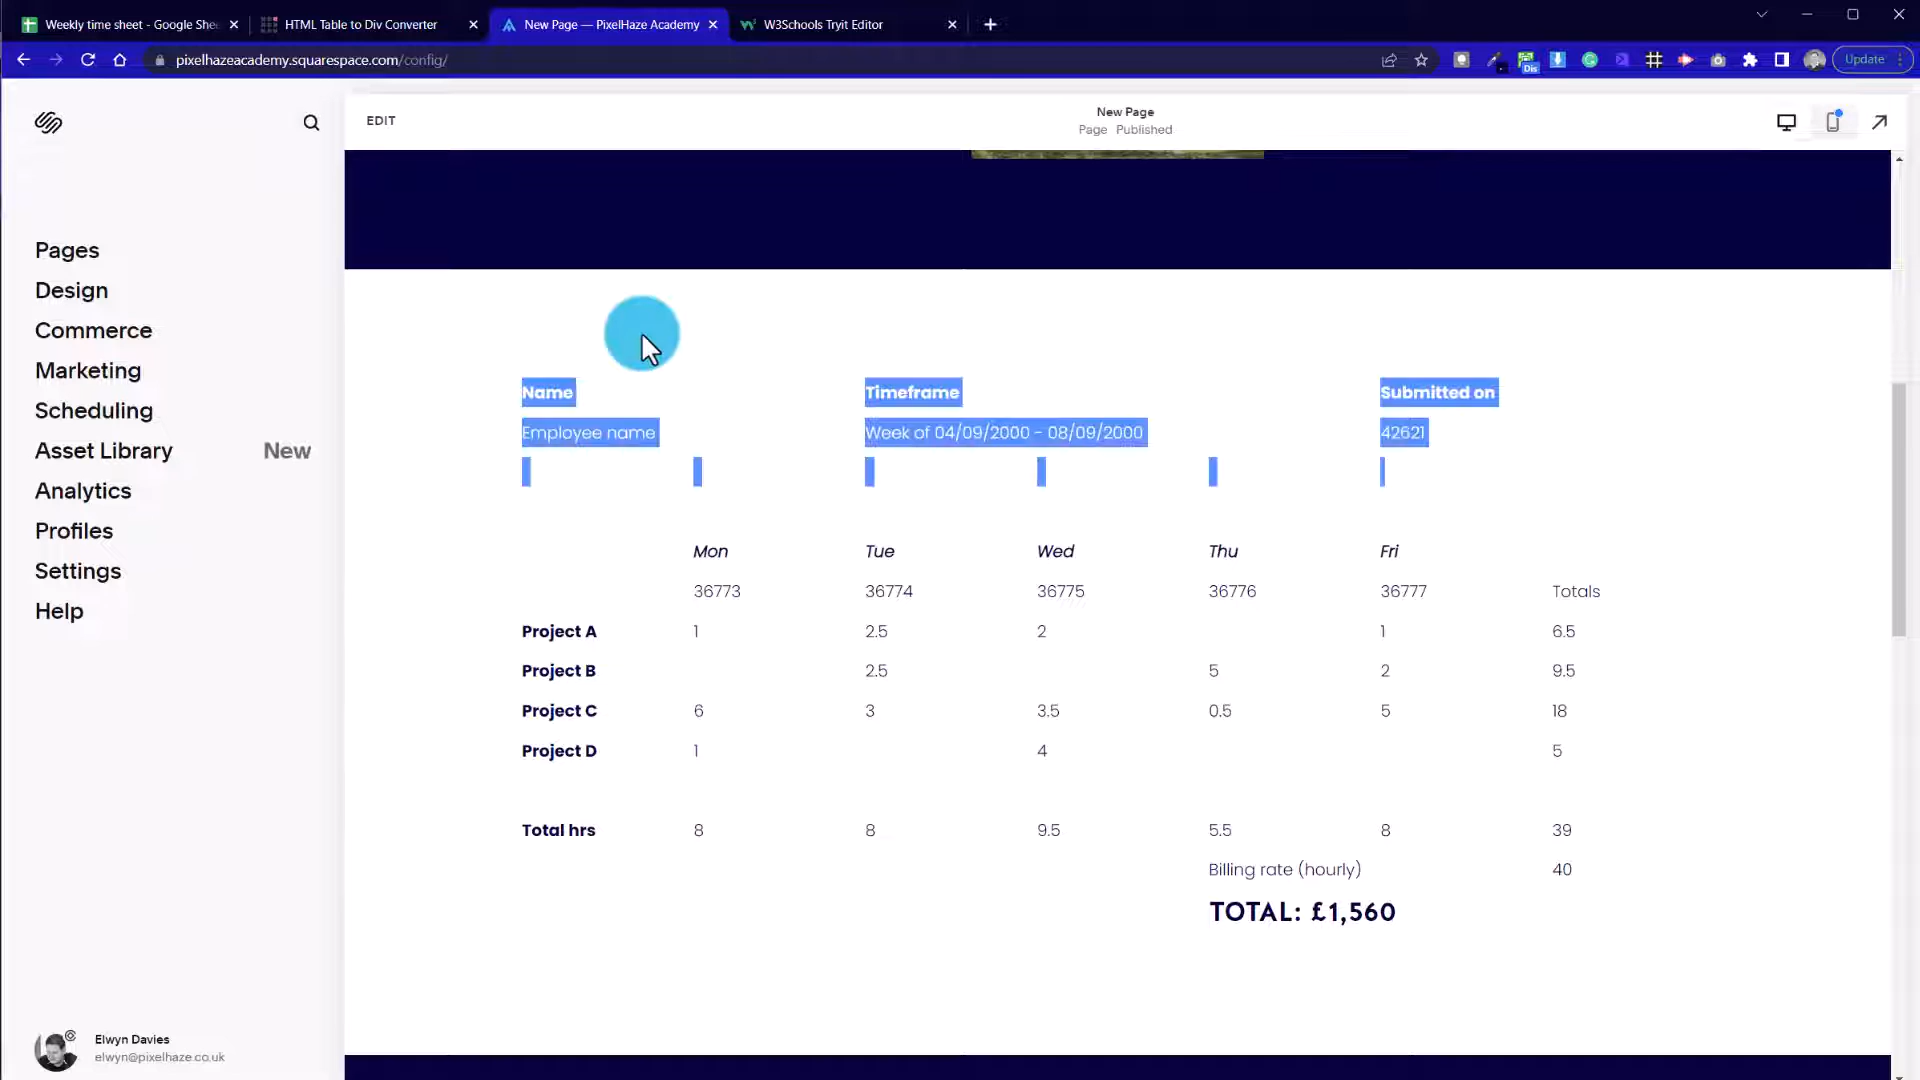 Weekly time sheet - Google She
HTML Table to Div Converter
New Page — PixelHaze Academy
W3Schools Tryit Editor
pixelhazeacademy.squarespace.com/config/
Dis
Update
EDIT
New Page
Page Published
Pages
Design
Commerce
Marketing
Scheduling
Asset Library New
Analytics
Profiles
Settings
Help
Name Timeframe Submitted on
Employee name Week of 04/09/2000 - 08/09/2000 42621
Mon Tue Wed Thu Fri
36773 36774 36775 36776 36777 Totals
Project A 1 2.5 2 1 6.5
Project B 2.5 5 2 9.5
Project C 6 3 3.5 0.5 5 18
Project D 1 4 5
Total hrs 8 8 9.5 5.5 8 39
Billing rate (hourly) 40
TOTAL: £1,560
Elwyn Davies
elwyn@pixelhaze.co.uk